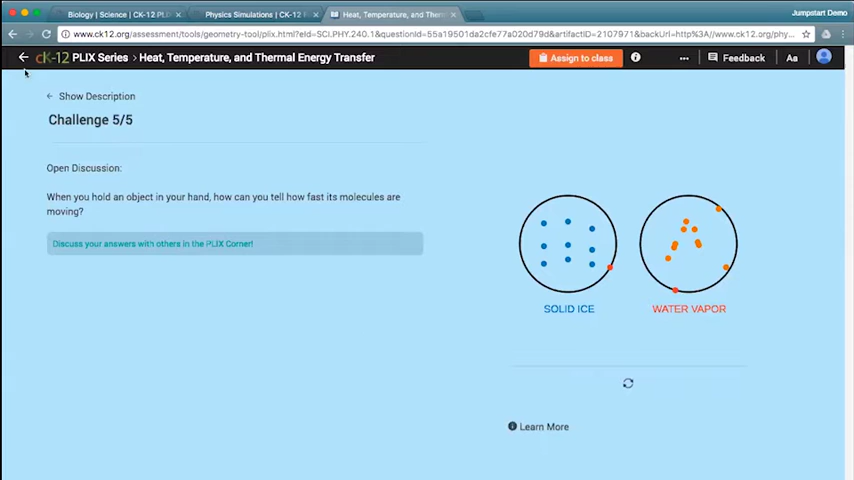 Biology | Science | CK-12 PL
Physics Simulations | CK-12
Heat, Temperature, and Therm
Jumpstart Demo
www.ck12.org/assessment/tools/geometry-tool/plix.html?eId=SCI.PHY.240.1&questionId=55a19501da2cfe77a020d79d&artifactID=2107971&backUrl=http%3A//www.ck12.org/phy...
cK-12 PLIX Series > Heat, Temperature, and Thermal Energy Transfer
Assign to class
Feedback
Aa
Show Description
Challenge 5/5
Open Discussion:
When you hold an object in your hand, how can you tell how fast its molecules are
moving?
Discuss your answers with others in the PLIX Corner!
SOLID ICE
WATER VAPOR
Learn More